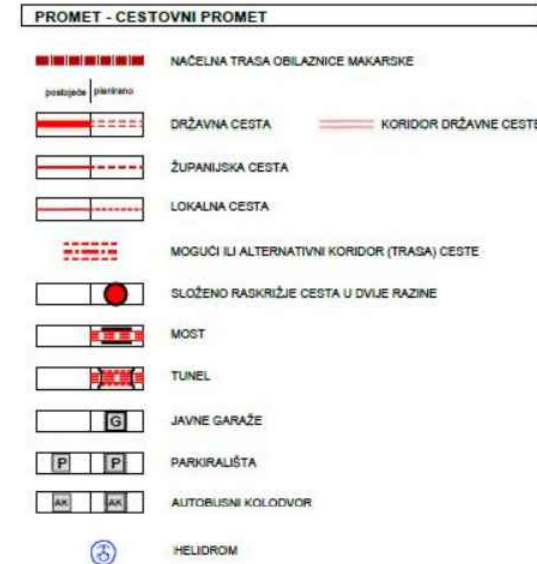 PROMET - CESTOVNI PROMET
NAČELNA TRASA OBILAZNICE MAKARSKE
postojeće planirano
DRŽAVNA CESTA KORIDOR DRŽAVNE CESTE
ŽUPANIJSKA CESTA
LOKALNA CESTA
MOGUĆI ILI ALTERNATIVNI KORIDOR (TRASA) CESTE
SLOŽENO RASKRIŽJE CESTA U DVIJE RAZINE
MOST
TUNEL
G JAVNE GARAŽE
P P PARKIRALIŠTA
AK AK AUTOBUSNI KOLODVOR
HELIDROM